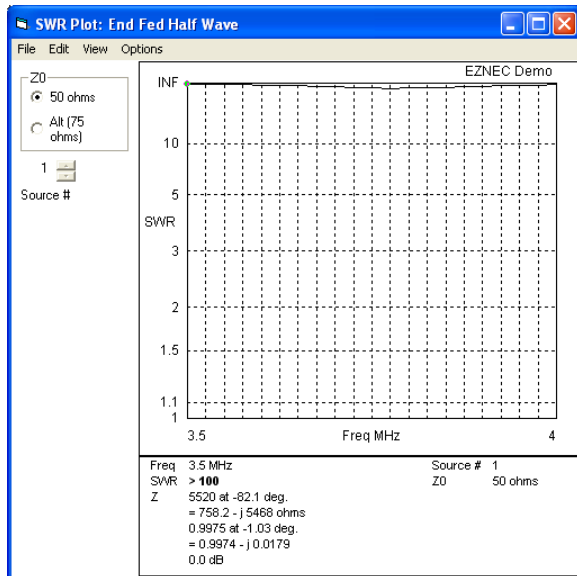 SWR Plot: End Fed Half Wave
File Edit View Options
Z0
50 ohms
Alt (75
ohms)
1
Source #
EZNEC Demo
INF
10
5
SWR
3
2
1.5
1.1
1
3.5 Freq MHz 4
Freq 3.5 MHz Source # 1
SWR > 100 Z0 50 ohms
Z 5520 at -82.1 deg.
= 758.2 - j 5468 ohms
0.9975 at -1.03 deg.
= 0.9974 - j 0.0179
0.0 dB